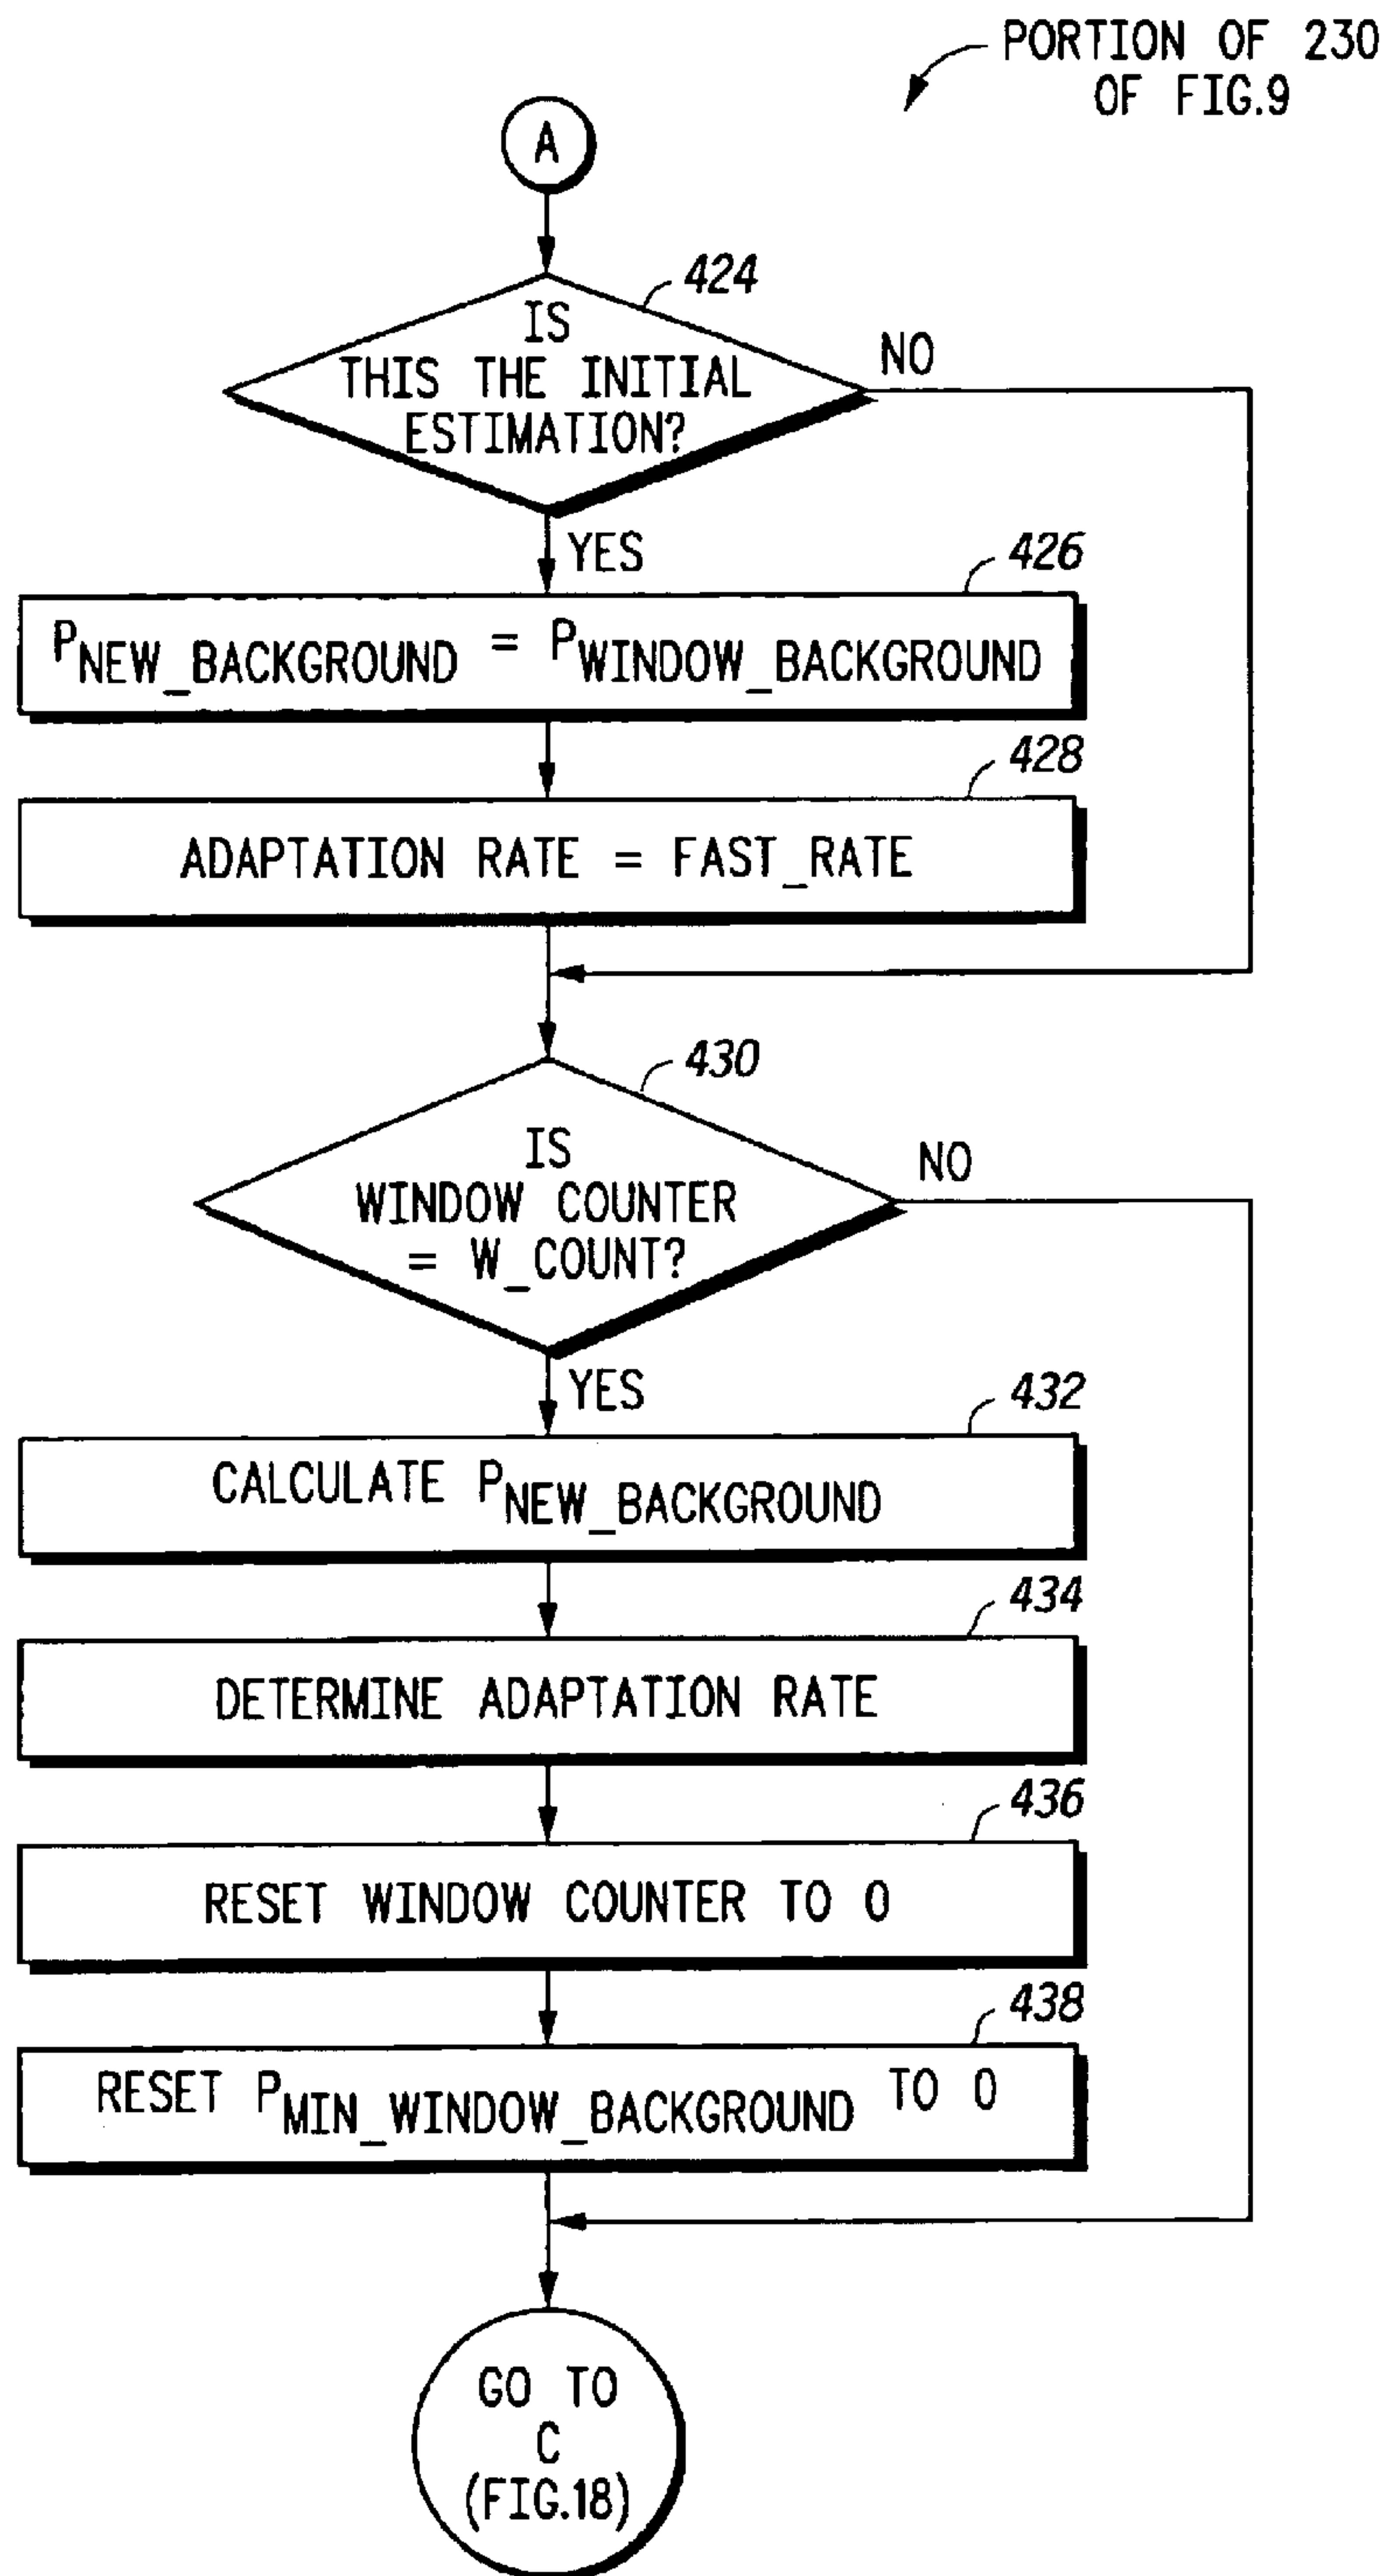 PORTION OF 230
OF FIG.9
A
424
IS
THIS THE INITIAL
ESTIMATION?
NO
YES
426
PNEW_BACKGROUND = PWINDOW_BACKGROUND
428
ADAPTATION RATE = FAST_RATE
430
IS
WINDOW COUNTER
= W_COUNT?
NO
YES
432
CALCULATE PNEW_BACKGROUND
434
DETERMINE ADAPTATION RATE
436
RESET WINDOW COUNTER TO 0
438
RESET PMIN_WINDOW_BACKGROUND TO 0
GO TO
C
(FIG.18)